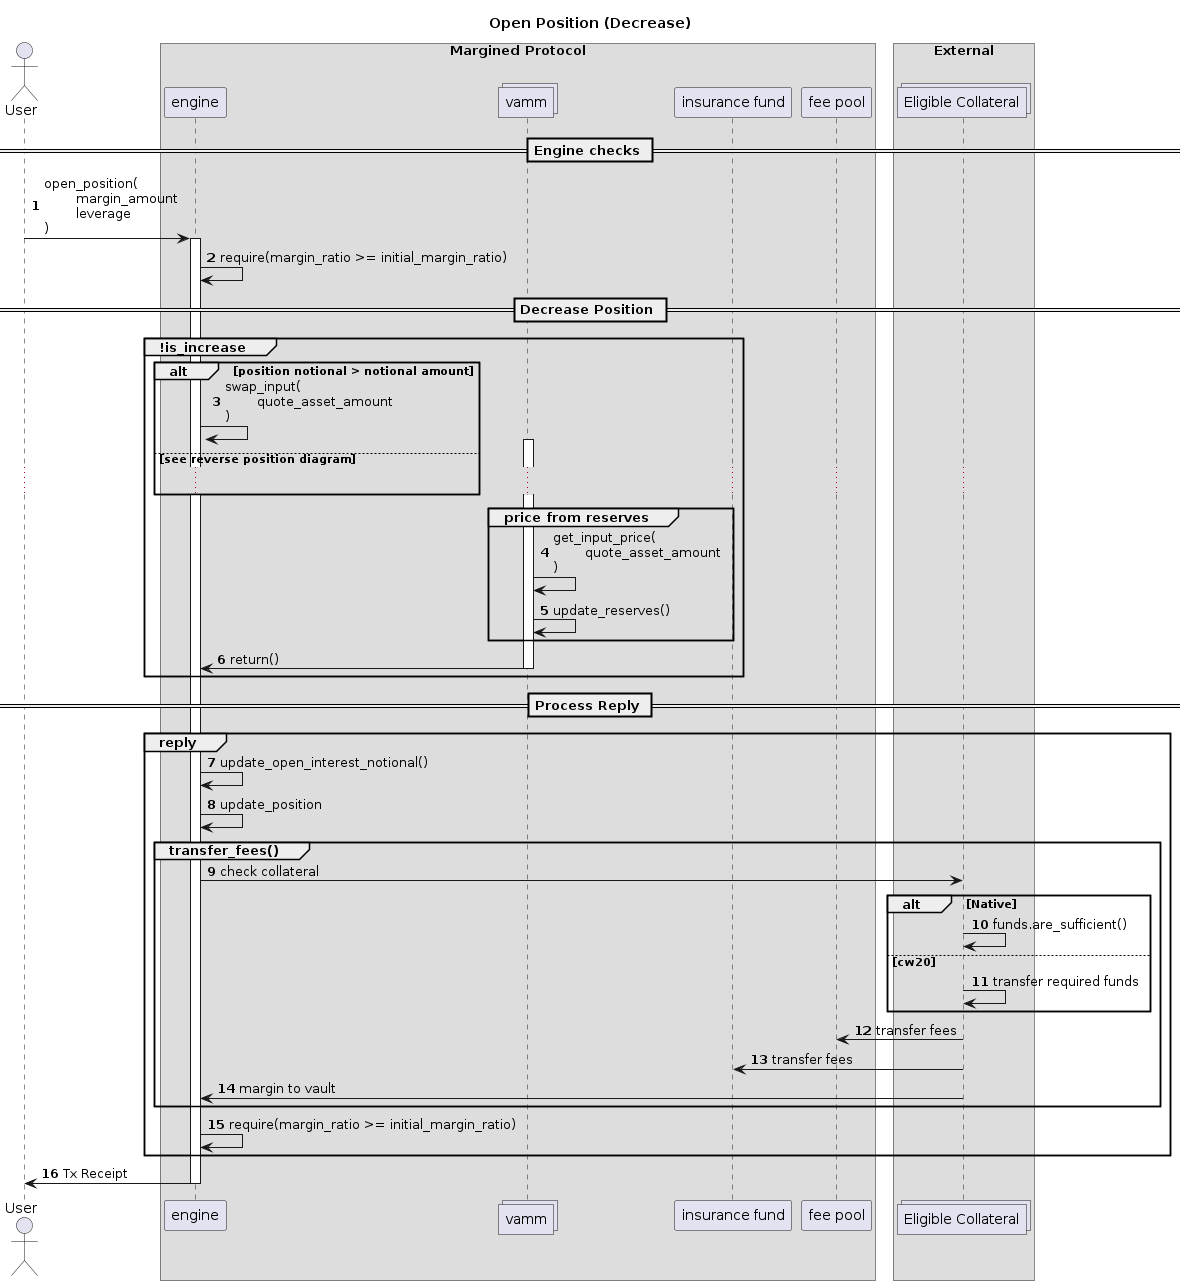 Open Position (Decrease)
Margined Protocol
External
User
engine
vamm
insurance fund
fee pool
Eligible Collateral
Engine checks
1 open_position(
margin_amount
leverage
)
2 require(margin_ratio >= initial_margin_ratio)
Decrease Position
!is_increase
alt [position notional > notional amount]
3 swap_input(
quote_asset_amount
)
[see reverse position diagram]
price from reserves
4 get_input_price(
quote_asset_amount
)
5 update_reserves()
6 return()
Process Reply
reply
7 update_open_interest_notional()
8 update_position
transfer_fees()
9 check collateral
alt [Native]
10 funds.are_sufficient()
[cw20]
11 transfer required funds
12 transfer fees
13 transfer fees
14 margin to vault
15 require(margin_ratio >= initial_margin_ratio)
16 Tx Receipt
User
engine
vamm
insurance fund
fee pool
Eligible Collateral